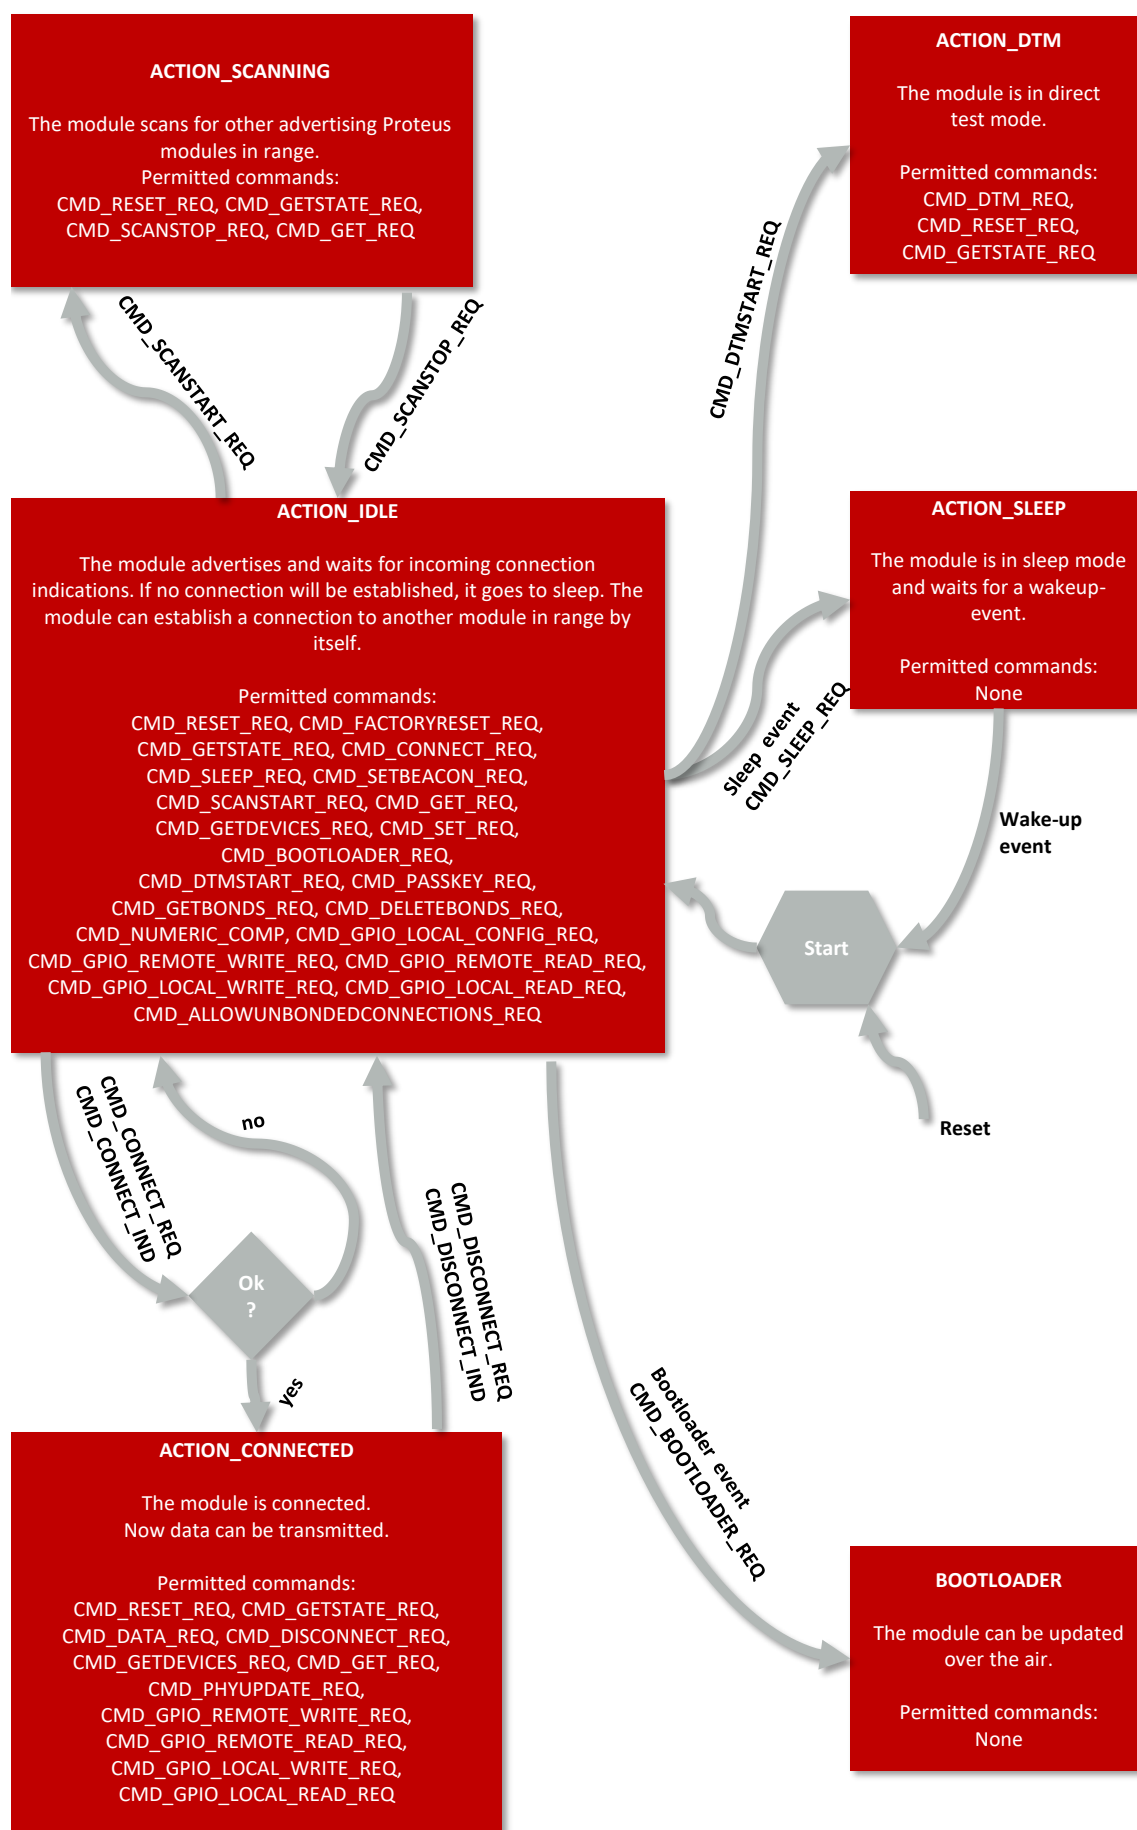 ACTION_SCANNING
The module scans for other advertising Proteus
modules in range.
Permitted commands:
CMD_RESET_REQ, CMD_GETSTATE_REQ,
CMD_SCANSTOP_REQ, CMD_GET_REQ
ACTION_DTM
The module is in direct
test mode.
Permitted commands:
CMD_DTM_REQ,
CMD_RESET_REQ,
CMD_GETSTATE_REQ
CMD_SCANSTART_REQ
CMD_SCANSTOP_REQ
CMD_DTMSTART_REQ
ACTION_IDLE
The module advertises and waits for incoming connection
indications. If no connection will be established, it goes to sleep. The
module can establish a connection to another module in range by
itself.
Permitted commands:
CMD_RESET_REQ, CMD_FACTORYRESET_REQ,
CMD_GETSTATE_REQ, CMD_CONNECT_REQ,
CMD_SLEEP_REQ, CMD_SETBEACON_REQ,
CMD_SCANSTART_REQ, CMD_GET_REQ,
CMD_GETDEVICES_REQ, CMD_SET_REQ,
CMD_BOOTLOADER_REQ,
CMD_DTMSTART_REQ, CMD_PASSKEY_REQ,
CMD_GETBONDS_REQ, CMD_DELETEBONDS_REQ,
CMD_NUMERIC_COMP, CMD_GPIO_LOCAL_CONFIG_REQ,
CMD_GPIO_REMOTE_WRITE_REQ, CMD_GPIO_REMOTE_READ_REQ,
CMD_GPIO_LOCAL_WRITE_REQ, CMD_GPIO_LOCAL_READ_REQ,
CMD_ALLOWUNBONDEDCONNECTIONS_REQ
ACTION_SLEEP
The module is in sleep mode
and waits for a wakeup-
event.
Permitted commands:
None
Sleep event
CMD_SLEEP_REQ
Wake-up
event
Start
Reset
CMD_CONNECT_REQ
CMD_CONNECT_IND
no
Ok
?
yes
CMD_DISCONNECT_REQ
CMD_DISCONNECT_IND
Bootloader event
CMD_BOOTLOADER_REQ
ACTION_CONNECTED
The module is connected.
Now data can be transmitted.
Permitted commands:
CMD_RESET_REQ, CMD_GETSTATE_REQ,
CMD_DATA_REQ, CMD_DISCONNECT_REQ,
CMD_GETDEVICES_REQ, CMD_GET_REQ,
CMD_PHYUPDATE_REQ,
CMD_GPIO_REMOTE_WRITE_REQ,
CMD_GPIO_REMOTE_READ_REQ,
CMD_GPIO_LOCAL_WRITE_REQ,
CMD_GPIO_LOCAL_READ_REQ
BOOTLOADER
The module can be updated
over the air.
Permitted commands:
None